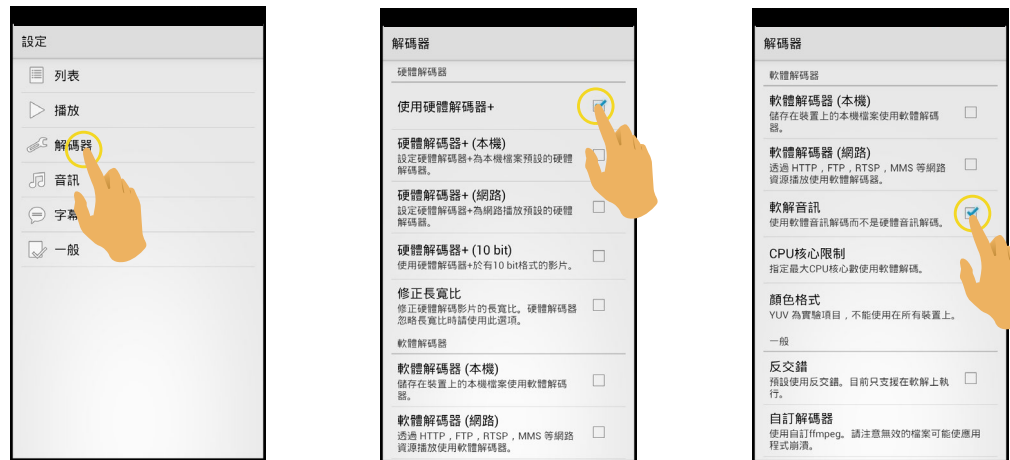 設定
列表
播放
解碼器
音訊
字幕
一般
解碼器
硬體解碼器
使用硬體解碼器+
硬體解碼器+ (本機)
設定硬體解碼器+為本機檔案預設的硬體
解碼器。
硬體解碼器+ (網路)
設定硬體解碼器+為網路播放預設的硬體
解碼器。
硬體解碼器+ (10 bit)
使用硬體解碼器+於有10 bit格式的影片。
修正長寬比
修正硬體解碼影片的長寬比。硬體解碼器
忽略長寬比時請使用此選項。
軟體解碼器
軟體解碼器 (本機)
儲存在裝置上的本機檔案使用軟體解碼
器。
軟體解碼器 (網路)
透過 HTTP , FTP , RTSP , MMS 等網路
資源播放使用軟體解碼器。
解碼器
軟體解碼器
軟體解碼器 (本機)
儲存在裝置上的本機檔案使用軟體解碼
器。
軟體解碼器 (網路)
透過 HTTP , FTP , RTSP , MMS 等網路
資源播放使用軟體解碼器。
軟解音訊
使用軟體音訊解碼而不是硬體音訊解碼。
CPU核心限制
指定最大CPU核心數使用軟體解碼。
顏色格式
YUV 為實驗項目 , 不能使用在所有裝置上。
一般
反交錯
預設使用反交錯。目前只支援在軟解上執
行。
自訂解碼器
使用自訂ffmpeg。請注意無效的檔案可能使應用
程式崩潰。